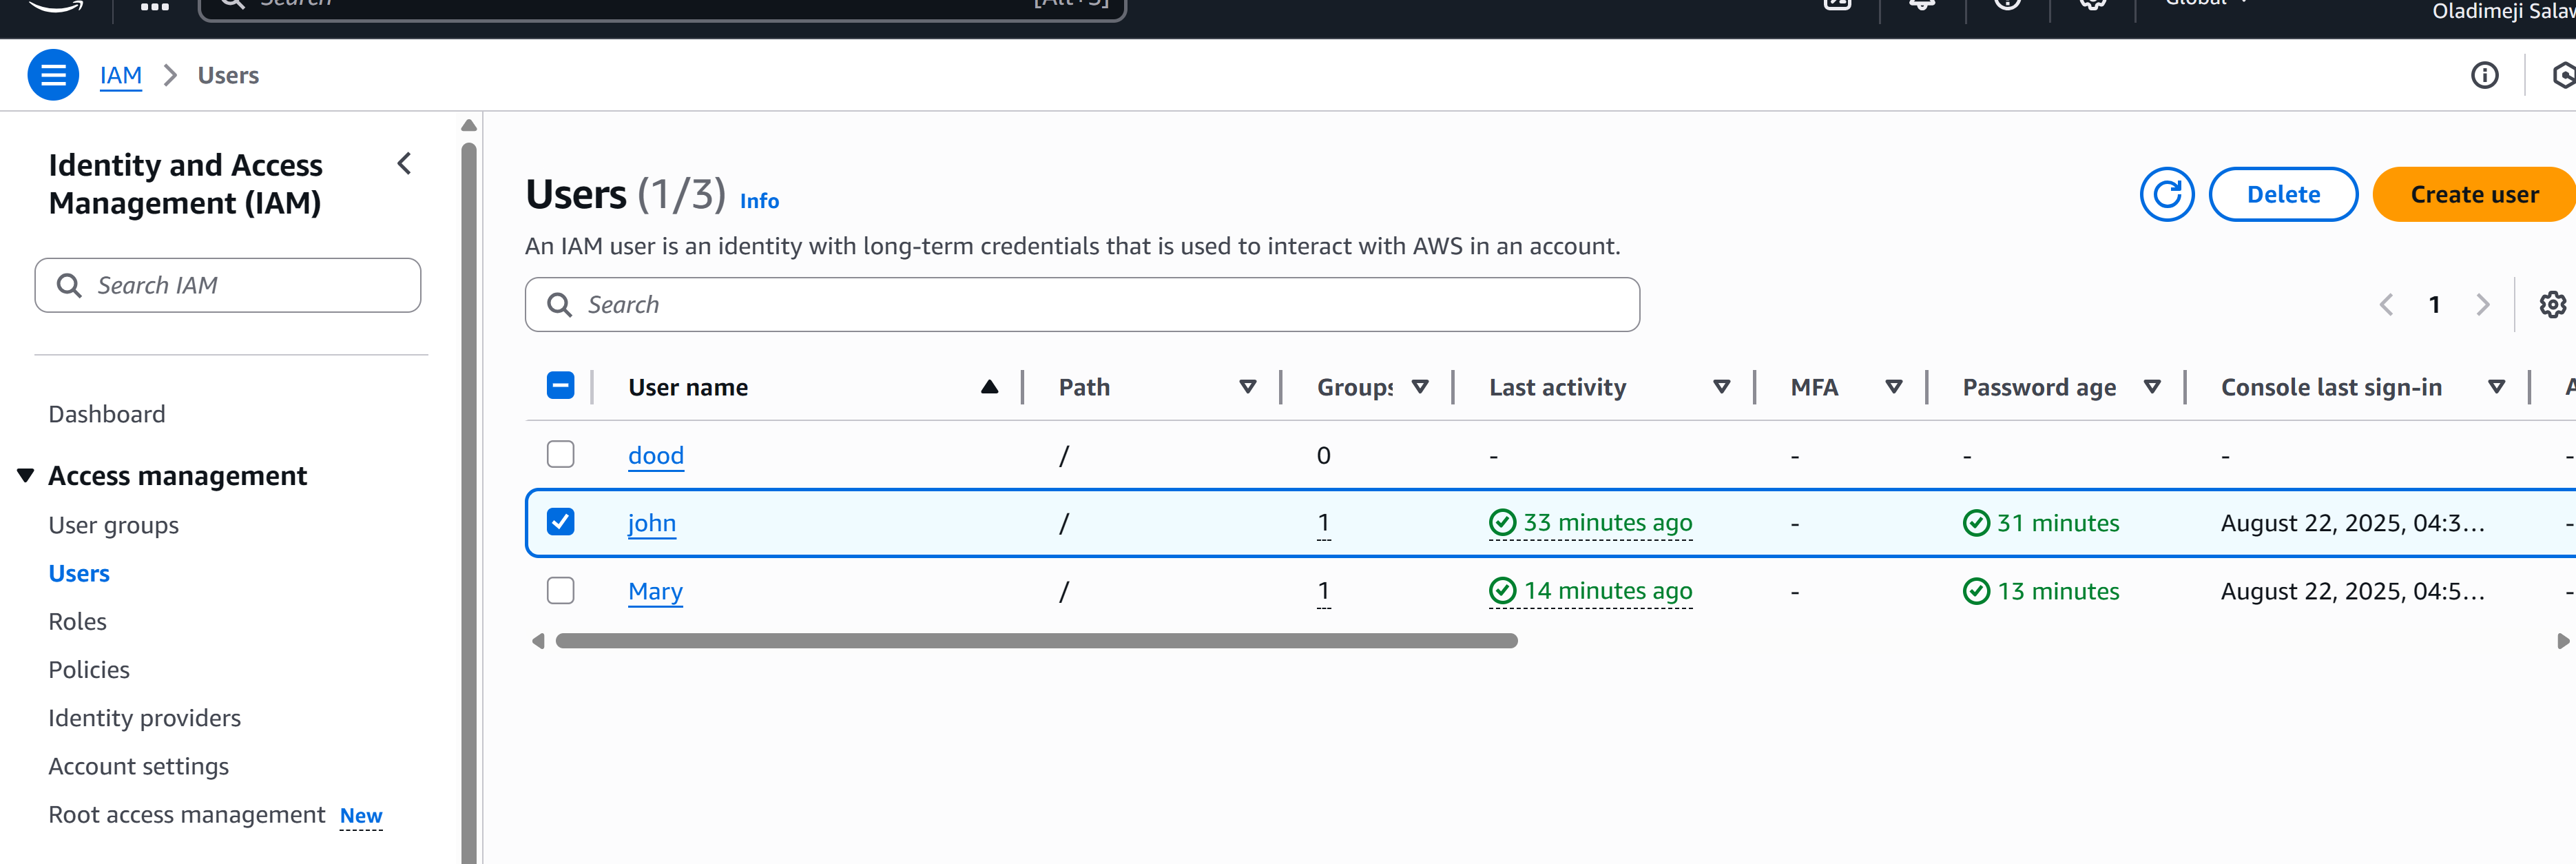 Search [Alt+S] Global
Oladimeji Salaw
IAM > Users
Identity and Access
Management (IAM)
Search IAM
Dashboard
Access management
User groups
Users
Roles
Policies
Identity providers
Account settings
Root access management New
Users (1/3) Info
Delete
Create user
An IAM user is an identity with long-term credentials that is used to interact with AWS in an account.
Search
1
User name Path Groups Last activity MFA Password age Console last sign-in A
dood / 0 - - - - -
john / 1 33 minutes ago - 31 minutes August 22, 2025, 04:3... -
Mary / 1 14 minutes ago - 13 minutes August 22, 2025, 04:5... -